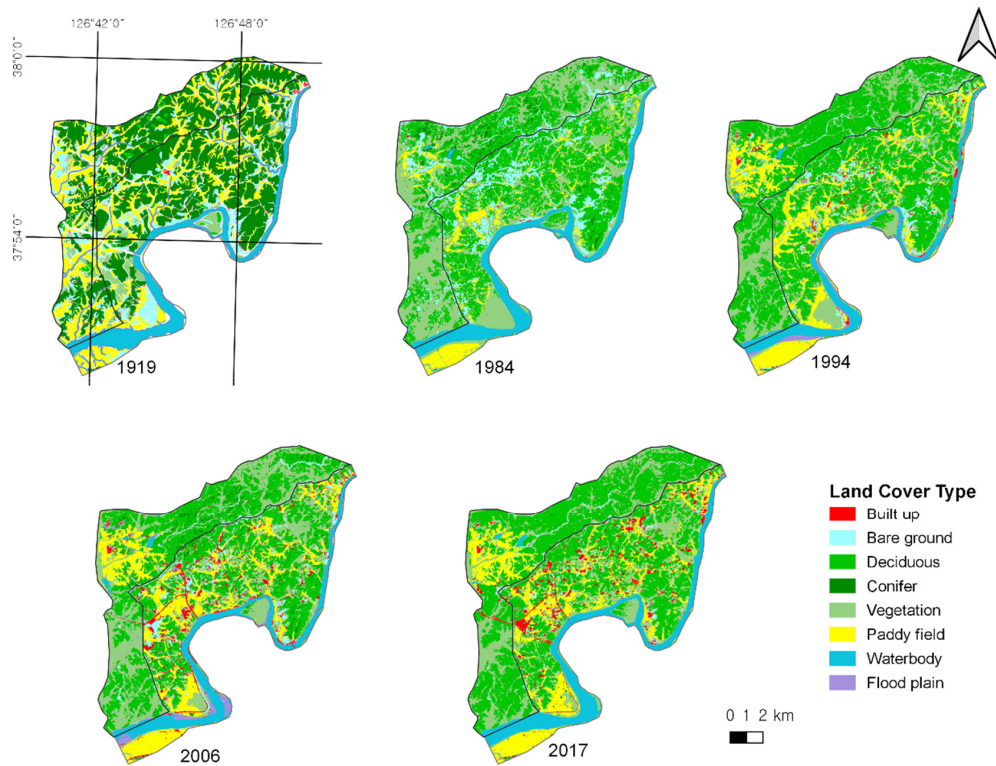 126°42'0" 126°48'0"
38°0'0"
37°54'0"
1919
1984
1994
2006
2017
Land Cover Type
Built up
Bare ground
Deciduous
Conifer
Vegetation
Paddy field
Waterbody
Flood plain
0 1 2 km